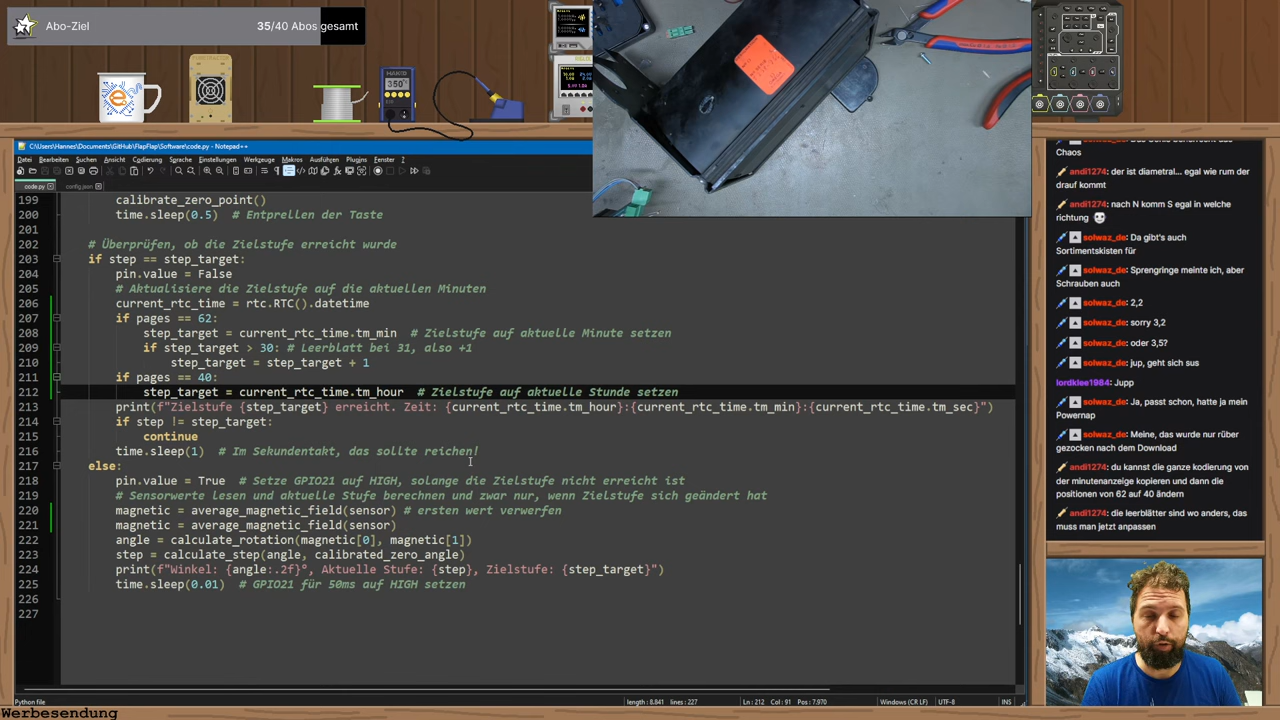 Abo-Ziel
35/40 Abos gesamt
350°
C:\Users\Hannes\Documents\GitHub\FlapFlap\Software\code.py - Notepad++
Datei Bearbeiten Suchen Ansicht Codierung Sprache Einstellungen Werkzeuge Makros Ausführen Plugins Fenster ?
code.py
config.json
199 calibrate_zero_point()
200 time.sleep(0.5)  # Entprellen der Taste
201
202 # Überprüfen, ob die Zielstufe erreicht wurde
203 if step == step_target:
204 pin.value = False
205 # Aktualisiere die Zielstufe auf die aktuellen Minuten
206 current_rtc_time = rtc.RTC().datetime
207 if pages == 62:
208 step_target = current_rtc_time.tm_min  # Zielstufe auf aktuelle Minute setzen
209 if step_target > 30: # Leerblatt bei 31, also +1
210 step_target = step_target + 1
211 if pages == 40:
212 step_target = current_rtc_time.tm_hour  # Zielstufe auf aktuelle Stunde setzen
213 print(f"Zielstufe {step_target} erreicht. Zeit: {current_rtc_time.tm_hour}:{current_rtc_time.tm_min}:{current_rtc_time.tm_sec}")
214 if step != step_target:
215 continue
216 time.sleep(1)  # Im Sekundentakt, das sollte reichen!
217 else:
218 pin.value = True  # Setze GPIO21 auf HIGH, solange die Zielstufe nicht erreicht ist
219 # Sensorwerte lesen und aktuelle Stufe berechnen und zwar nur, wenn Zielstufe sich geändert hat
220 magnetic = average_magnetic_field(sensor) # ersten wert verwerfen
221 magnetic = average_magnetic_field(sensor)
222 angle = calculate_rotation(magnetic[0], magnetic[1])
223 step = calculate_step(angle, calibrated_zero_angle)
224 print(f"Winkel: {angle:.2f}°, Aktuelle Stufe: {step}, Zielstufe: {step_target}")
225 time.sleep(0.01)  # GPIO21 für 50ms auf HIGH setzen
226
227
Python file
length : 8.841 lines : 227
Ln : 212 Col : 91 Pos : 7.970
Windows (CR LF)
UTF-8
INS
Werbesendung
Chaos
andi1274: der ist diametral... egal wie rum der
drauf kommt
andi1274: nach N komm S egal in welche
richtung
solwaz_de: Da gibt's auch
Sortimentskisten für
solwaz_de: Sprengringe meinte ich, aber
Schrauben auch
solwaz_de: 2,2
solwaz_de: sorry 3,2
solwaz_de: oder 3,5?
solwaz_de: jup, geht sich sus
lordklee1984: Jupp
solwaz_de: Ja, passt schon, hatte ja mein
Powernap
solwaz_de: Meine, das wurde nur rüber
gezocken nach dem Download
andi1274: du kannst die ganze kodierung von
der minutenanzeige kopieren und dann die
positionen von 62 auf 40 ändern
andi1274: die leerblätter sind wo anders, das
muss man jetzt anpassen